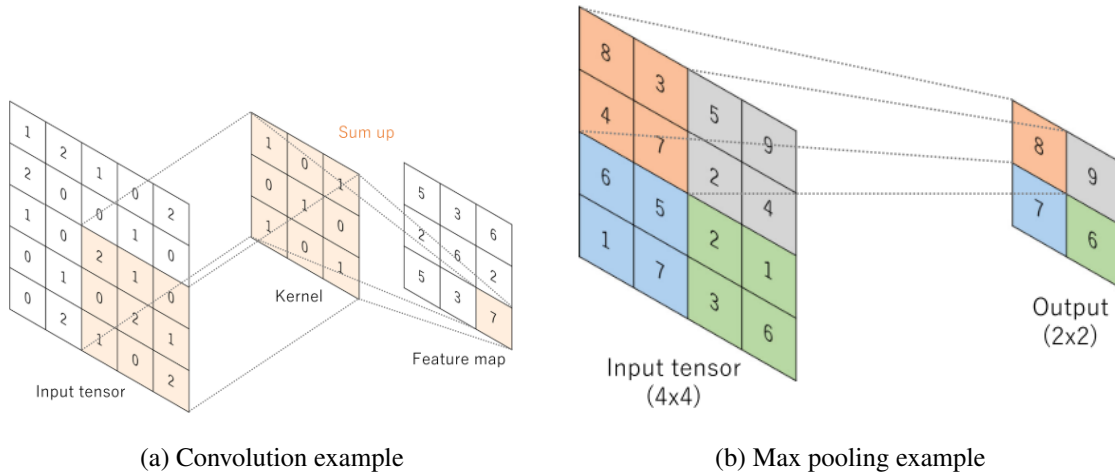 1 2 1 0 2
2 0 0 1 0
1 0 2 1 0
0 1 0 2 1
0 2 1 0 2
Input tensor
Sum up
1 0 1
0 1 0
1 0 1
Kernel
5 3 6
2 6 2
5 3 7
Feature map
(a) Convolution example
8 3 5 9
4 7 2 4
6 5 2 1
1 7 3 6
Input tensor
(4x4)
8 9
7 6
Output
(2x2)
(b) Max pooling example